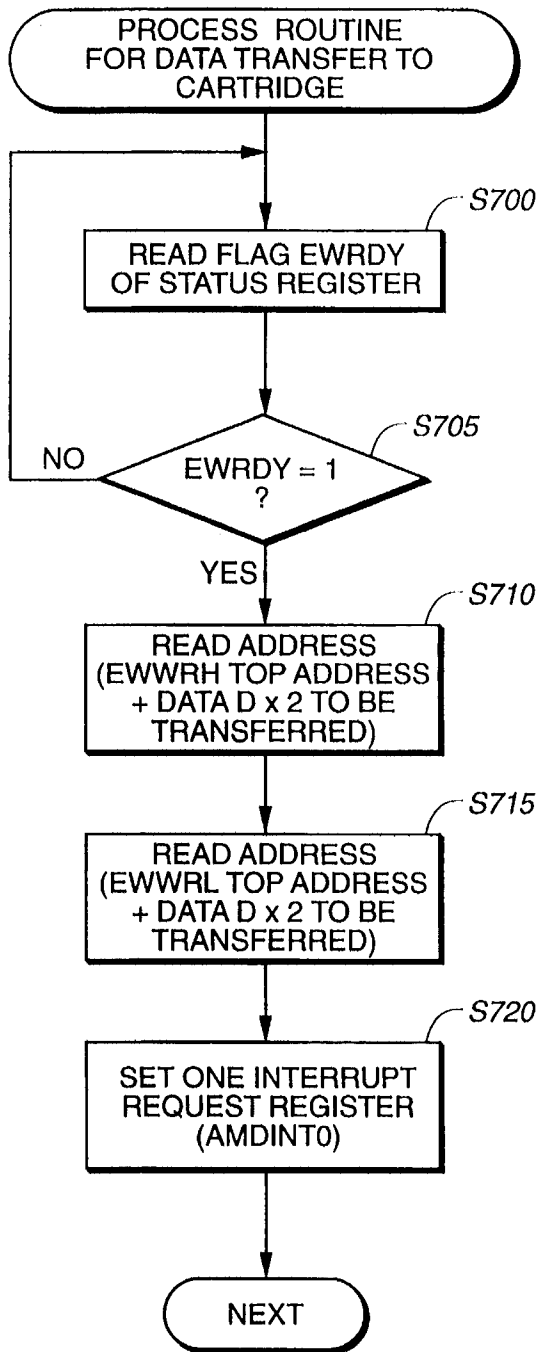 PROCESS ROUTINE
FOR DATA TRANSFER TO
CARTRIDGE
S700
READ FLAG EWRDY
OF STATUS REGISTER
S705
NO
EWRDY = 1
?
YES
S710
READ ADDRESS
(EWWRH TOP ADDRESS
+ DATA D x 2 TO BE
TRANSFERRED)
S715
READ ADDRESS
(EWWRL TOP ADDRESS
+ DATA D x 2 TO BE
TRANSFERRED)
S720
SET ONE INTERRUPT
REQUEST REGISTER
(AMDINT0)
NEXT